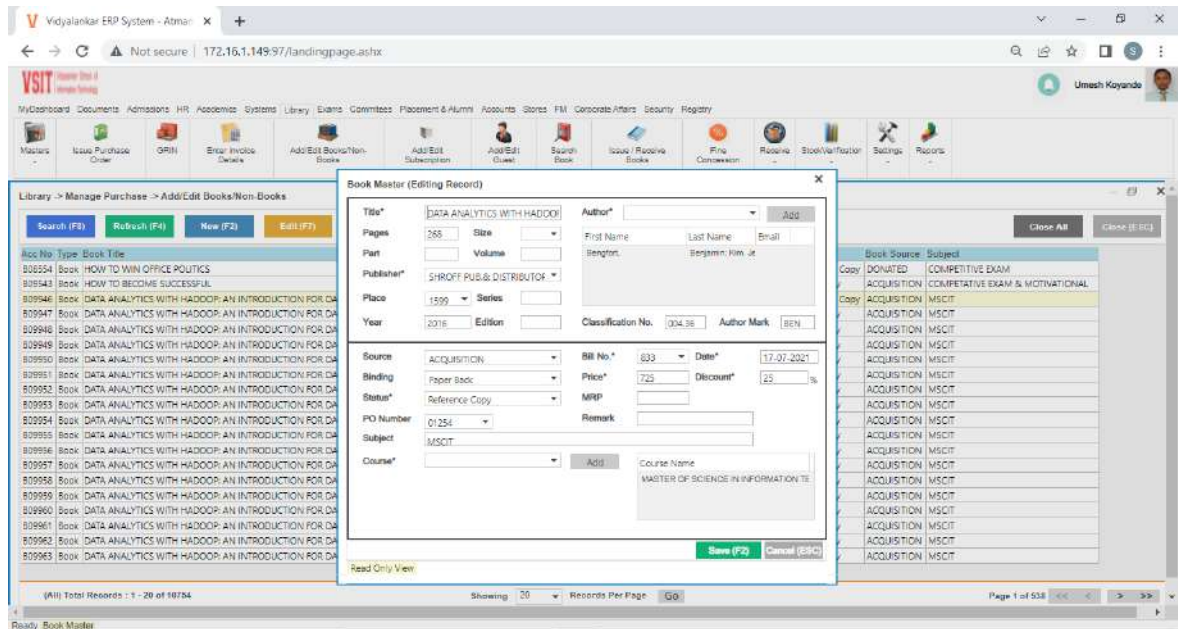 Vidyalankar ERP System - Atman
Not secure 172.16.1.149:97/landingpage.ashx
VSIT
Umesh Koyande
MyDashboard Documents Admissions HR Academics Systems Library Exams Commitees Placement & Alumni Accounts Stores FM Corporate Affairs Security Registry
Masters Issue Purchase Order GRIN Enter Invoice Details Add/Edit Books/Non-Books Add/Edit Subscription Add/Edit Guest Search Book Issue / Receive Books Fine Concession Receive StockVerification Settings Reports
Library -> Manage Purchase -> Add/Edit Books/Non-Books
Search (F8) Refresh (F4) New (F2) Edit (F7) Close All Close (ESC)
Acc No Type Book Title Book Source Subject
B08554 Book HOW TO WIN OFFICE POLITICS Copy DONATED COMPETITIVE EXAM
B09543 Book HOW TO BECOME SUCCESSFUL ACQUISITION COMPETATIVE EXAM & MOTIVATIONAL
B09946 Book DATA ANALYTICS WITH HADOOP: AN INTRODUCTION FOR DA Copy ACQUISITION MSCIT
B09947 Book DATA ANALYTICS WITH HADOOP: AN INTRODUCTION FOR DA ACQUISITION MSCIT
B09948 Book DATA ANALYTICS WITH HADOOP: AN INTRODUCTION FOR DA ACQUISITION MSCIT
B09949 Book DATA ANALYTICS WITH HADOOP: AN INTRODUCTION FOR DA ACQUISITION MSCIT
B09950 Book DATA ANALYTICS WITH HADOOP: AN INTRODUCTION FOR DA ACQUISITION MSCIT
B09951 Book DATA ANALYTICS WITH HADOOP: AN INTRODUCTION FOR DA ACQUISITION MSCIT
B09952 Book DATA ANALYTICS WITH HADOOP: AN INTRODUCTION FOR DA ACQUISITION MSCIT
B09953 Book DATA ANALYTICS WITH HADOOP: AN INTRODUCTION FOR DA ACQUISITION MSCIT
B09954 Book DATA ANALYTICS WITH HADOOP: AN INTRODUCTION FOR DA ACQUISITION MSCIT
B09955 Book DATA ANALYTICS WITH HADOOP: AN INTRODUCTION FOR DA ACQUISITION MSCIT
B09956 Book DATA ANALYTICS WITH HADOOP: AN INTRODUCTION FOR DA ACQUISITION MSCIT
B09957 Book DATA ANALYTICS WITH HADOOP: AN INTRODUCTION FOR DA ACQUISITION MSCIT
B09958 Book DATA ANALYTICS WITH HADOOP: AN INTRODUCTION FOR DA ACQUISITION MSCIT
B09959 Book DATA ANALYTICS WITH HADOOP: AN INTRODUCTION FOR DA ACQUISITION MSCIT
B09960 Book DATA ANALYTICS WITH HADOOP: AN INTRODUCTION FOR DA ACQUISITION MSCIT
B09961 Book DATA ANALYTICS WITH HADOOP: AN INTRODUCTION FOR DA ACQUISITION MSCIT
B09962 Book DATA ANALYTICS WITH HADOOP: AN INTRODUCTION FOR DA ACQUISITION MSCIT
B09963 Book DATA ANALYTICS WITH HADOOP: AN INTRODUCTION FOR DA ACQUISITION MSCIT
Book Master (Editing Record)
Title* DATA ANALYTICS WITH HADOOP Author* Add
Pages 268 Size First Name Last Name Email
Part Volume Bengfort, Benjamin; Kim, Je
Publisher* SHROFF PUB.& DISTRIBUTOR
Place 1599 Series
Year 2016 Edition Classification No. 004.36 Author Mark BEN
Source ACQUISITION Bill No.* 833 Date* 17-07-2021
Binding Paper Back Price* 725 Discount* 25 %
Status* Reference Copy MRP
PO Number 01254 Remark
Subject MSCIT
Course* Add Course Name
MASTER OF SCIENCE IN INFORMATION TE
Save (F2) Cancel (ESC)
Read Only View
(All) Total Records : 1 - 20 of 10754 Showing 20 Records Per Page Go Page 1 of 538 << < > >>
Ready Book Master